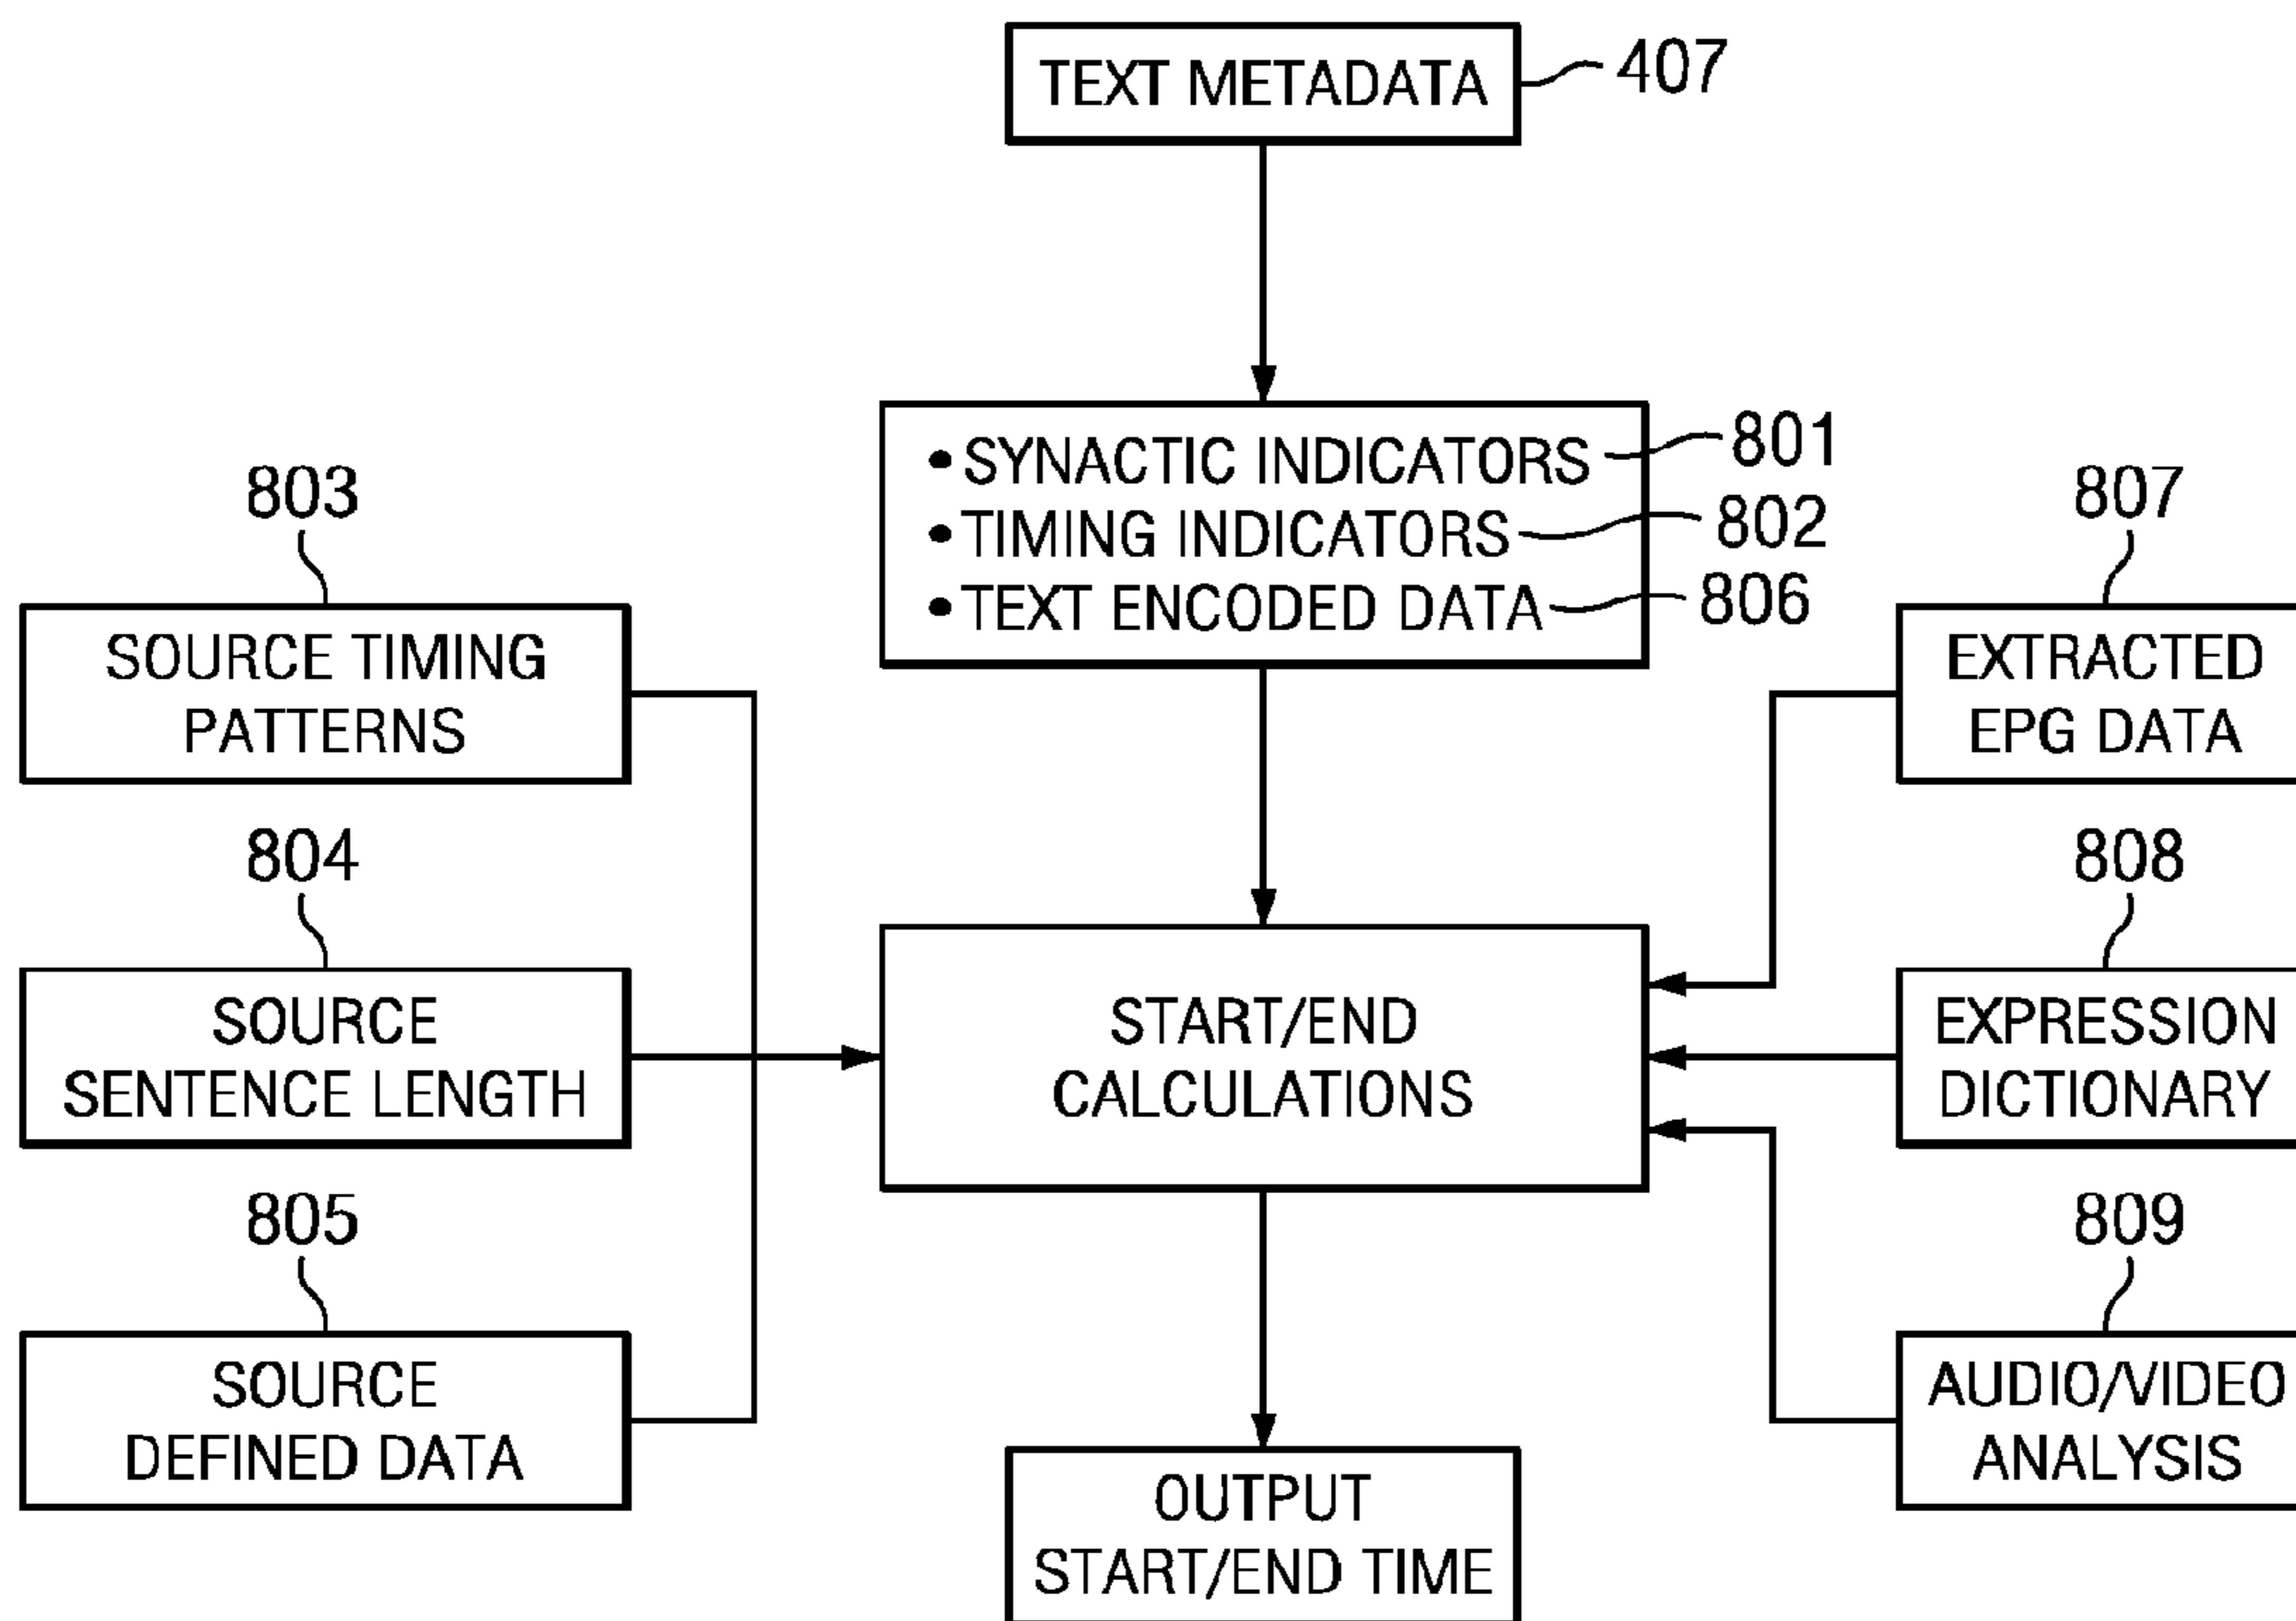 TEXT METADATA
407
• SYNACTIC INDICATORS
801
• TIMING INDICATORS
802
• TEXT ENCODED DATA
806
803
SOURCE TIMING
PATTERNS
804
SOURCE
SENTENCE LENGTH
805
SOURCE
DEFINED DATA
START/END
CALCULATIONS
807
EXTRACTED
EPG DATA
808
EXPRESSION
DICTIONARY
809
AUDIO/VIDEO
ANALYSIS
OUTPUT
START/END TIME